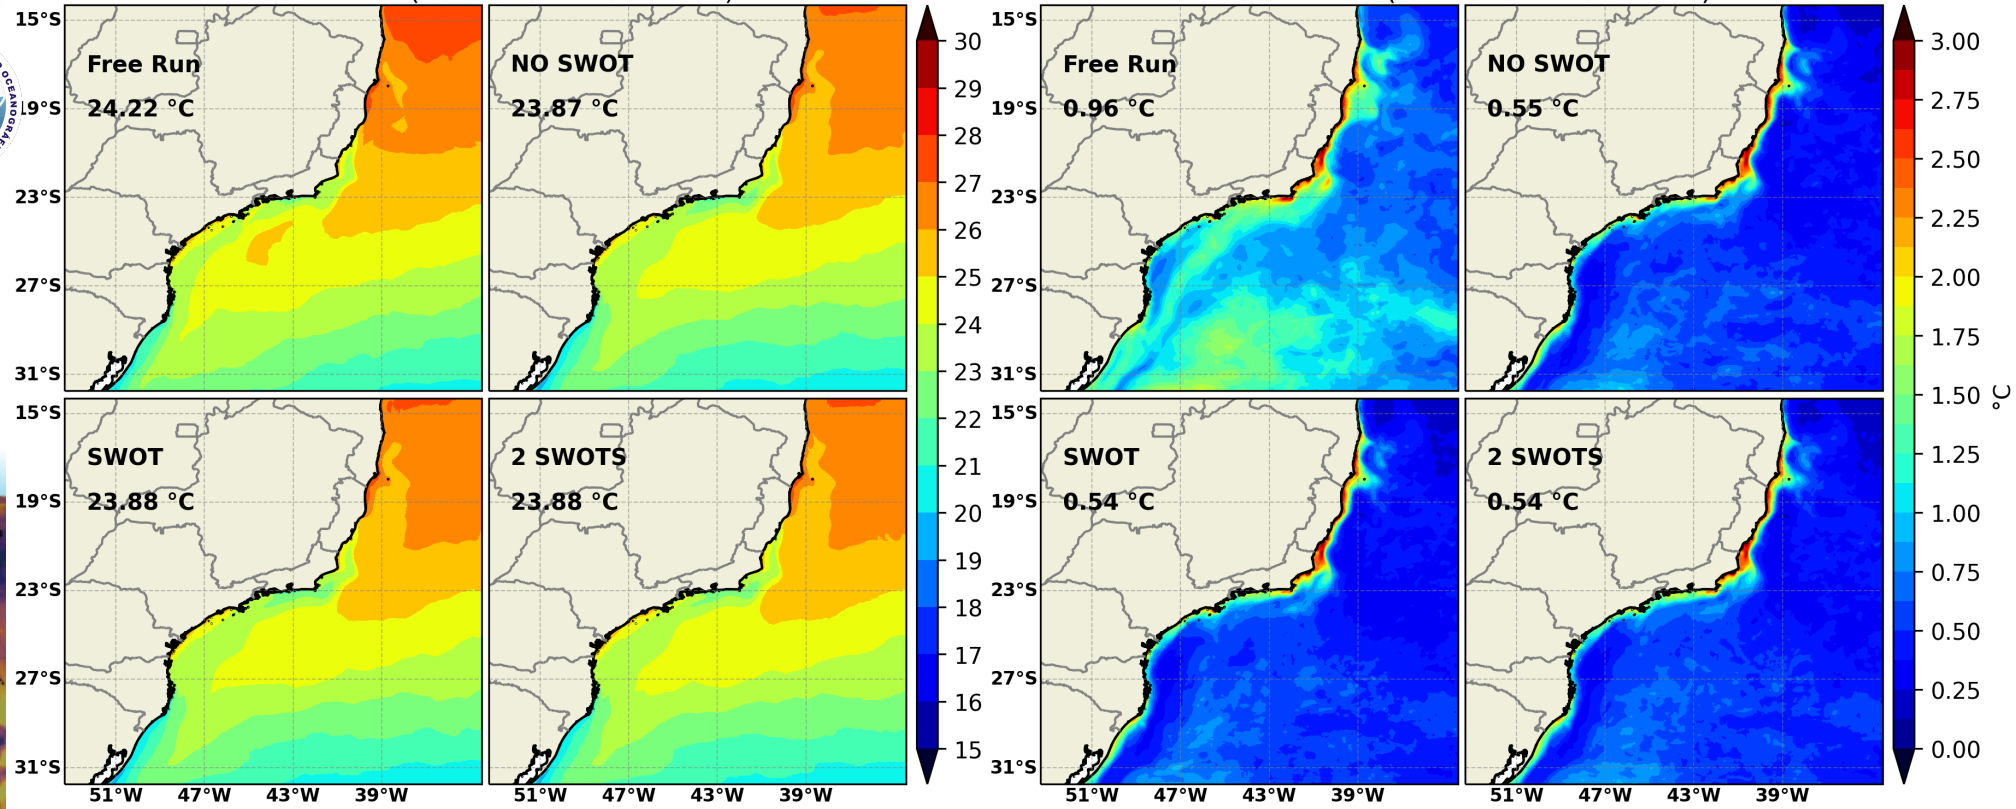 Free Run
24.22 °C
NO SWOT
23.87 °C
SWOT
23.88 °C
2 SWOTS
23.88 °C
15°S
19°S
23°S
27°S
31°S
15°S
19°S
23°S
27°S
31°S
51°W 47°W 43°W 39°W
51°W 47°W 43°W 39°W
30
29
28
27
26
25
24
23
22
21
20
19
18
17
16
15
Free Run
0.96 °C
NO SWOT
0.55 °C
SWOT
0.54 °C
2 SWOTS
0.54 °C
15°S
19°S
23°S
27°S
31°S
15°S
19°S
23°S
27°S
31°S
51°W 47°W 43°W 39°W
51°W 47°W 43°W 39°W
3.00
2.75
2.50
2.25
2.00
1.75
1.50
1.25
1.00
0.75
0.50
0.25
0.00
°C